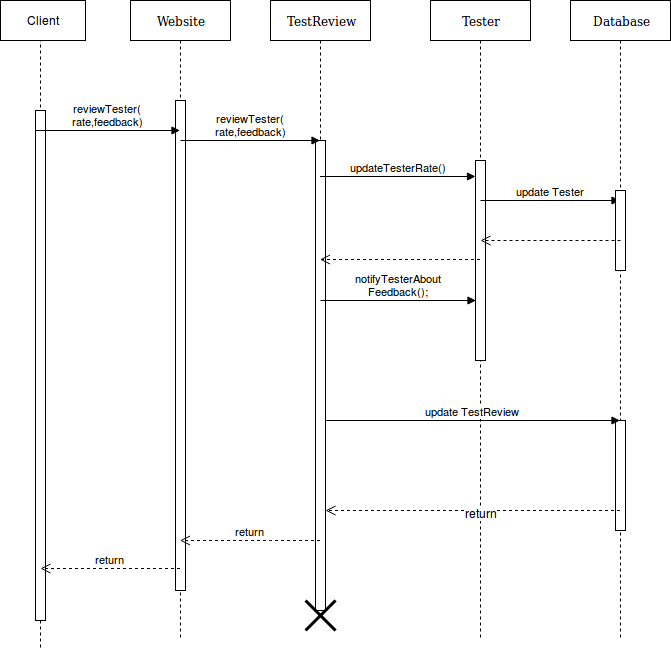 Client
Website
TestReview
Tester
Database
reviewTester(
rate,feedback)
reviewTester(
rate,feedback)
updateTesterRate()
update Tester
notifyTesterAbout
Feedback();
update TestReview
return
return
return